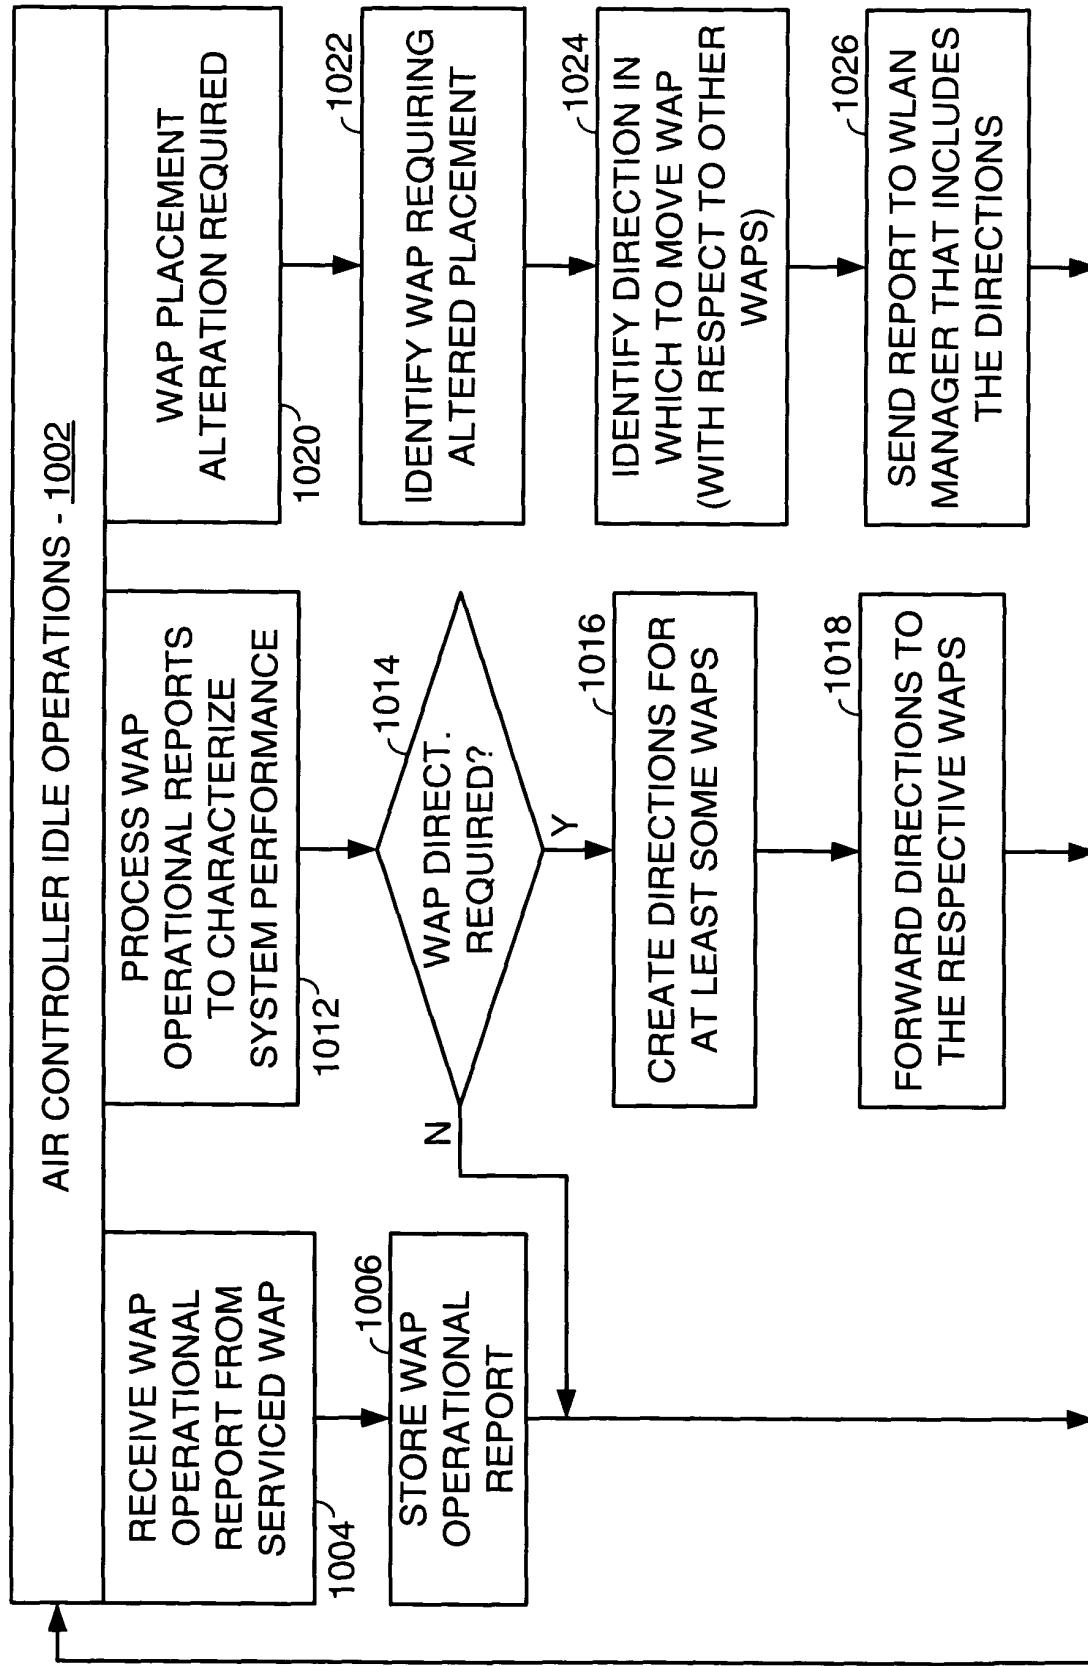 AIR CONTROLLER IDLE OPERATIONS - 1002
RECEIVE WAP
OPERATIONAL
REPORT FROM
SERVICED WAP
1004
STORE WAP
OPERATIONAL
REPORT
1006
PROCESS WAP
OPERATIONAL REPORTS
TO CHARACTERIZE
SYSTEM PERFORMANCE
1012
WAP DIRECT.
REQUIRED?
1014
N
Y
CREATE DIRECTIONS FOR
AT LEAST SOME WAPS
1016
FORWARD DIRECTIONS TO
THE RESPECTIVE WAPS
1018
WAP PLACEMENT
ALTERATION REQUIRED
1020
IDENTIFY WAP REQUIRING
ALTERED PLACEMENT
1022
IDENTIFY DIRECTION IN
WHICH TO MOVE WAP
(WITH RESPECT TO OTHER
WAPS)
1024
SEND REPORT TO WLAN
MANAGER THAT INCLUDES
THE DIRECTIONS
1026